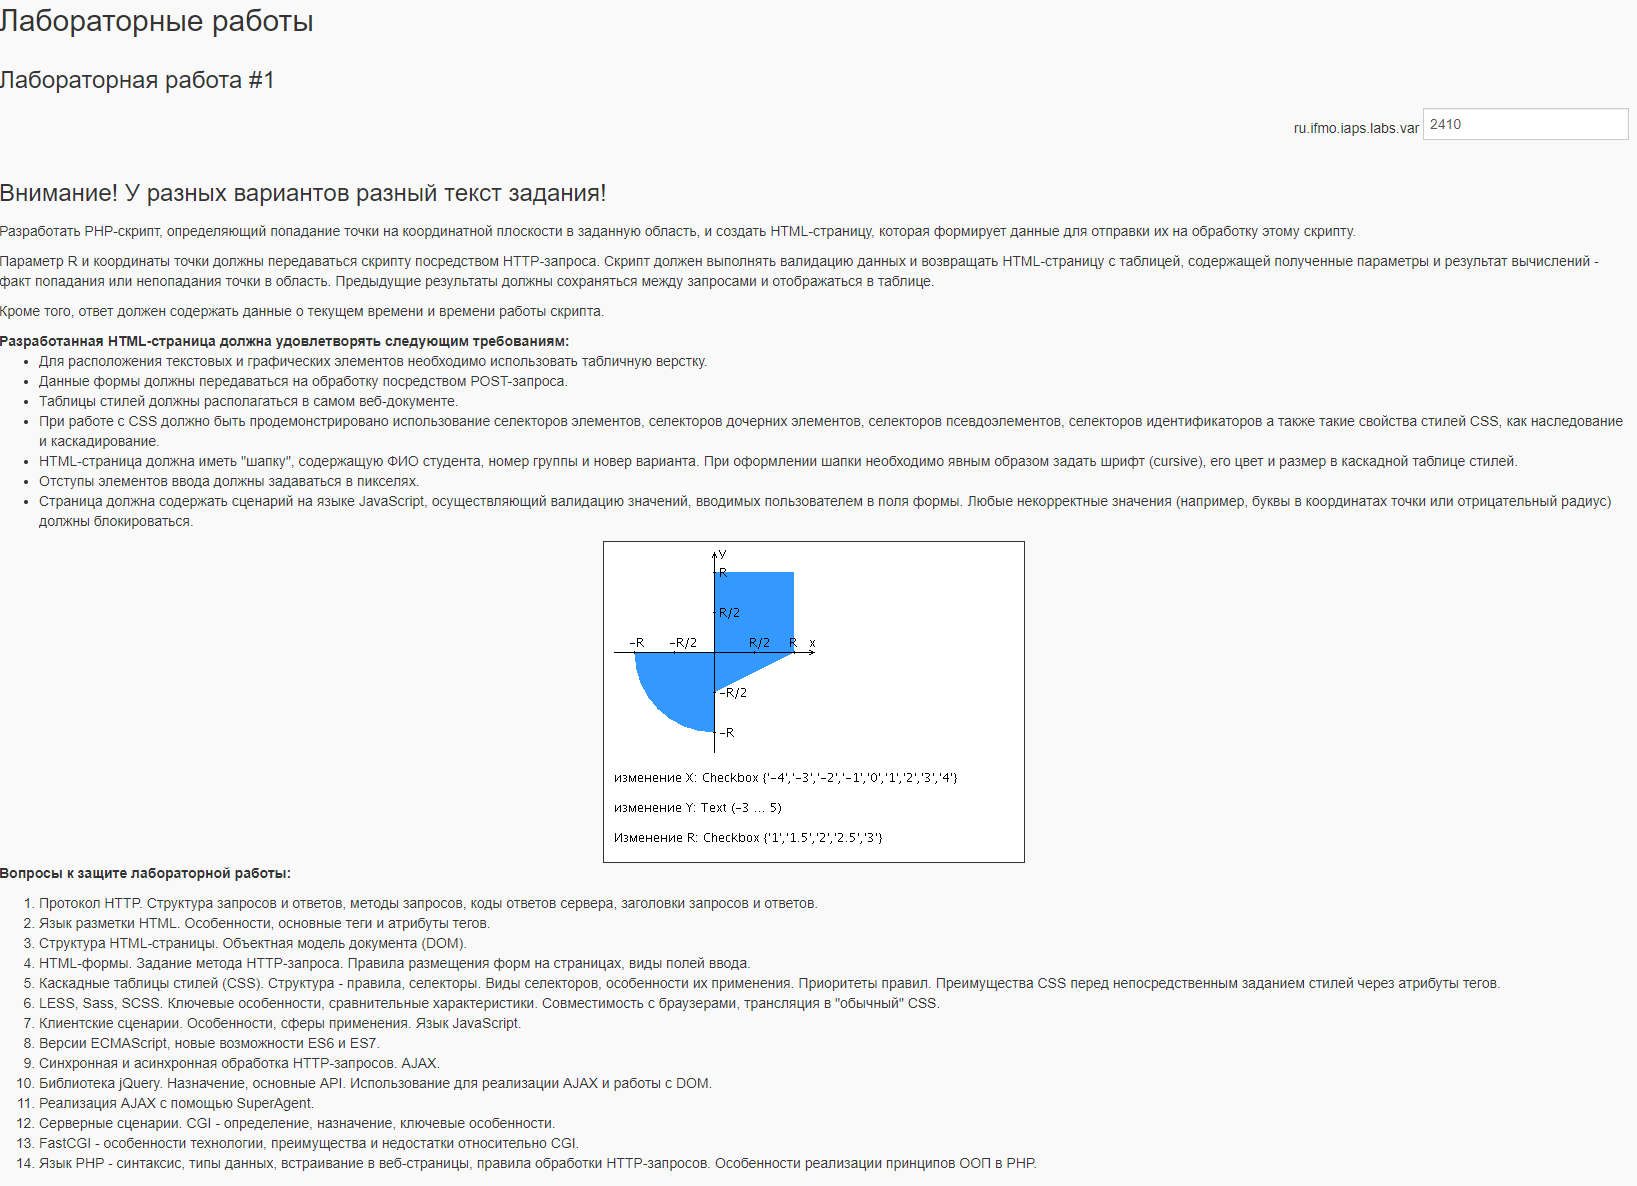 Лабораторные работы
Лабораторная работа #1
ru.ifmo.iaps.labs.var 2410
Внимание! У разных вариантов разный текст задания!
Разработать PHP-скрипт, определяющий попадание точки на координатной плоскости в заданную область, и создать HTML-страницу, которая формирует данные для отправки их на обработку этому скрипту.
Параметр R и координаты точки должны передаваться скрипту посредством HTTP-запроса. Скрипт должен выполнять валидацию данных и возвращать HTML-страницу с таблицей, содержащей полученные параметры и результат вычислений -
факт попадания или непопадания точки в область. Предыдущие результаты должны сохраняться между запросами и отображаться в таблице.
Кроме того, ответ должен содержать данные о текущем времени и времени работы скрипта.
Разработанная HTML-страница должна удовлетворять следующим требованиям:
• Для расположения текстовых и графических элементов необходимо использовать табличную верстку.
• Данные формы должны передаваться на обработку посредством POST-запроса.
• Таблицы стилей должны располагаться в самом веб-документе.
• При работе с CSS должно быть продемонстрировано использование селекторов элементов, селекторов дочерних элементов, селекторов псевдоэлементов, селекторов идентификаторов а также такие свойства стилей CSS, как наследование
и каскадирование.
• HTML-страница должна иметь "шапку", содержащую ФИО студента, номер группы и новер варианта. При оформлении шапки необходимо явным образом задать шрифт (cursive), его цвет и размер в каскадной таблице стилей.
• Отступы элементов ввода должны задаваться в пикселях.
• Страница должна содержать сценарий на языке JavaScript, осуществляющий валидацию значений, вводимых пользователем в поля формы. Любые некорректные значения (например, буквы в координатах точки или отрицательный радиус)
должны блокироваться.
y
R
R/2
-R -R/2 R/2 R x
-R/2
-R
изменение X: Checkbox {'-4','-3','-2','-1','0','1','2','3','4'}
изменение Y: Text (-3 ... 5)
Изменение R: Checkbox {'1','1.5','2','2.5','3'}
Вопросы к защите лабораторной работы:
1. Протокол HTTP. Структура запросов и ответов, методы запросов, коды ответов сервера, заголовки запросов и ответов.
2. Язык разметки HTML. Особенности, основные теги и атрибуты тегов.
3. Структура HTML-страницы. Объектная модель документа (DOM).
4. HTML-формы. Задание метода HTTP-запроса. Правила размещения форм на страницах, виды полей ввода.
5. Каскадные таблицы стилей (CSS). Структура - правила, селекторы. Виды селекторов, особенности их применения. Приоритеты правил. Преимущества CSS перед непосредственным заданием стилей через атрибуты тегов.
6. LESS, Sass, SCSS. Ключевые особенности, сравнительные характеристики. Совместимость с браузерами, трансляция в "обычный" CSS.
7. Клиентские сценарии. Особенности, сферы применения. Язык JavaScript.
8. Версии ECMAScript, новые возможности ES6 и ES7.
9. Синхронная и асинхронная обработка HTTP-запросов. AJAX.
10. Библиотека jQuery. Назначение, основные API. Использование для реализации AJAX и работы с DOM.
11. Реализация AJAX с помощью SuperAgent.
12. Серверные сценарии. CGI - определение, назначение, ключевые особенности.
13. FastCGI - особенности технологии, преимущества и недостатки относительно CGI.
14. Язык PHP - синтаксис, типы данных, встраивание в веб-страницы, правила обработки HTTP-запросов. Особенности реализации принципов ООП в PHP.